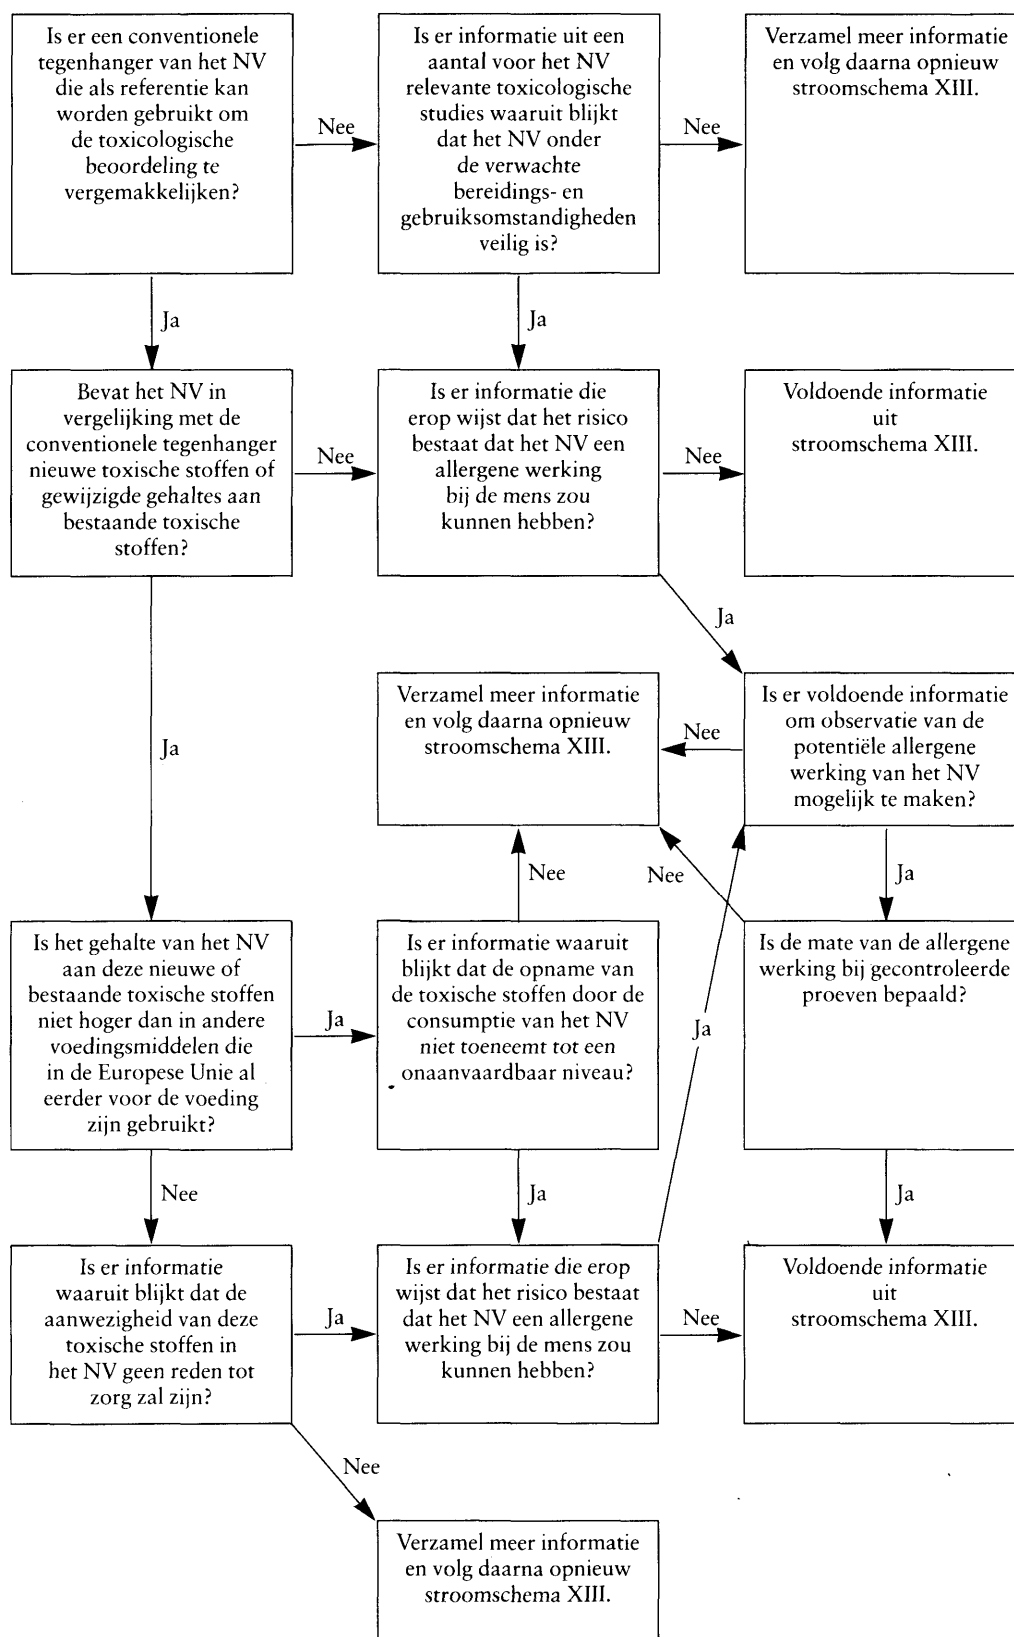 Is er een conventionele
tegenhanger van het NV
die als referentie kan
worden gebruikt om
de toxicologische
beoordeling te
vergemakkelijken?
Nee
Is er informatie uit een
aantal voor het NV
relevante toxicologische
studies waaruit blijkt
dat het NV onder
de verwachte
bereidings- en
gebruiksomstandigheden
veilig is?
Nee
Verzamel meer informatie
en volg daarna opnieuw
stroomschema XIII.
Ja
Ja
Bevat het NV in
vergelijking met de
conventionele tegenhanger
nieuwe toxische stoffen of
gewijzigde gehaltes aan
bestaande toxische
stoffen?
Nee
Is er informatie die
erop wijst dat het risico
bestaat dat het NV een
allergene werking
bij de mens zou
kunnen hebben?
Nee
Voldoende informatie
uit
stroomschema XIII.
Ja
Ja
Verzamel meer informatie
en volg daarna opnieuw
stroomschema XIII.
Nee
Is er voldoende informatie
om observatie van de
potentiële allergene
werking van het NV
mogelijk te maken?
Nee
Nee
Ja
Is het gehalte van het NV
aan deze nieuwe of
bestaande toxische stoffen
niet hoger dan in andere
voedingsmiddelen die
in de Europese Unie al
eerder voor de voeding
zijn gebruikt?
Ja
Is er informatie waaruit
blijkt dat de opname van
de toxische stoffen door de
consumptie van het NV
niet toeneemt tot een
onaanvaardbaar niveau?
Ja
Is de mate van de allergene
werking bij gecontroleerde
proeven bepaald?
Nee
Ja
Ja
Is er informatie
waaruit blijkt dat de
aanwezigheid van deze
toxische stoffen in
het NV geen reden tot
zorg zal zijn?
Ja
Is er informatie die erop
wijst dat het risico bestaat
dat het NV een allergene
werking bij de mens zou
kunnen hebben?
Nee
Voldoende informatie
uit
stroomschema XIII.
Nee
Verzamel meer informatie
en volg daarna opnieuw
stroomschema XIII.